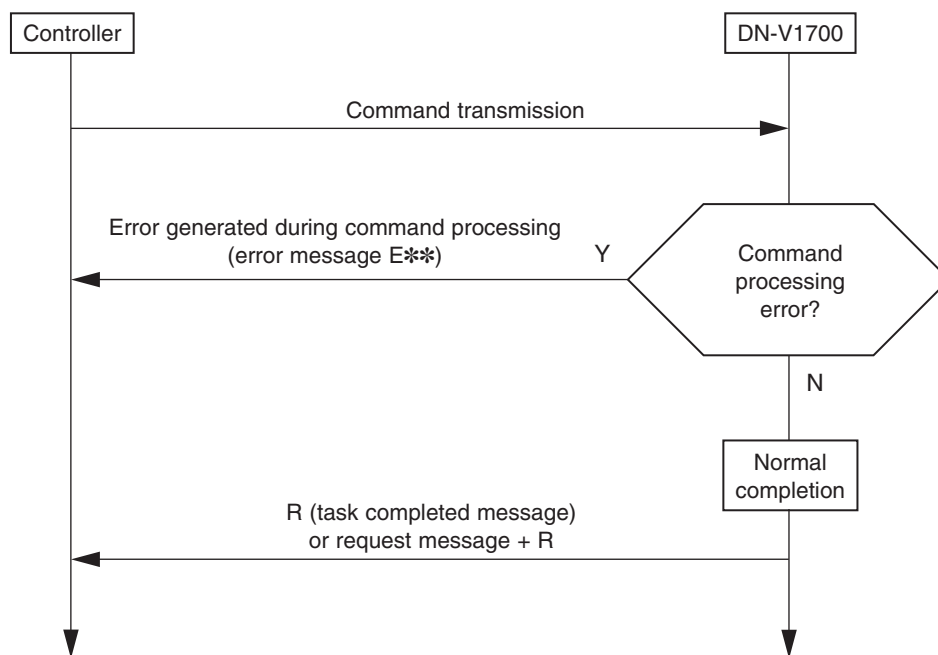 Controller
DN-V1700
Command transmission
Error generated during command processing
(error message E✻✻)
Y
Command
processing
error?
N
Normal
completion
R (task completed message)
or request message + R